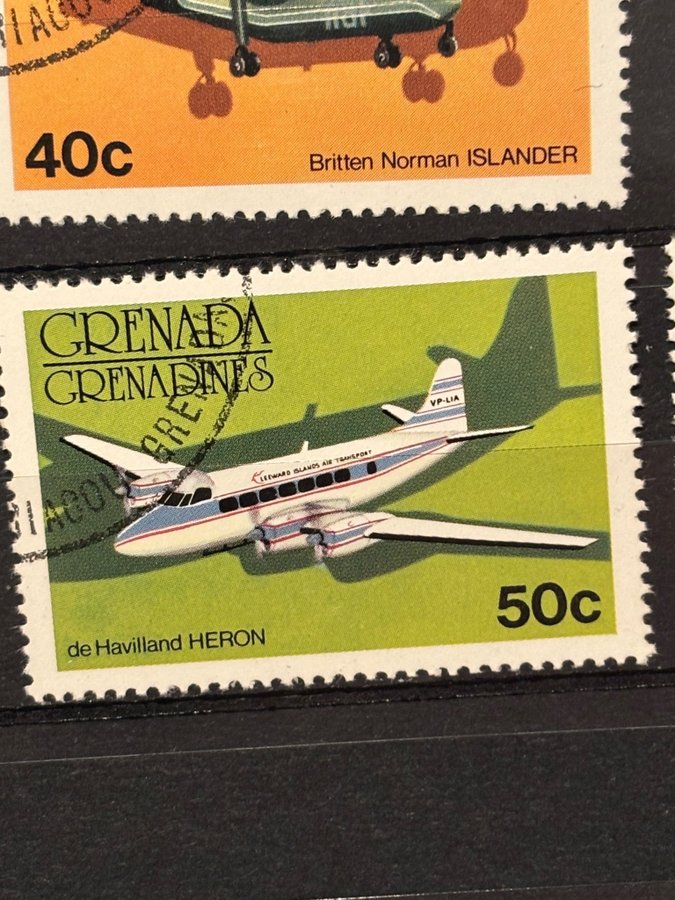 40c
Britten Norman ISLANDER
GRENADA
GRENADINES
VP-LIA
LEEWARD ISLANDS AIR TRANSPORT
50c
de Havilland HERON